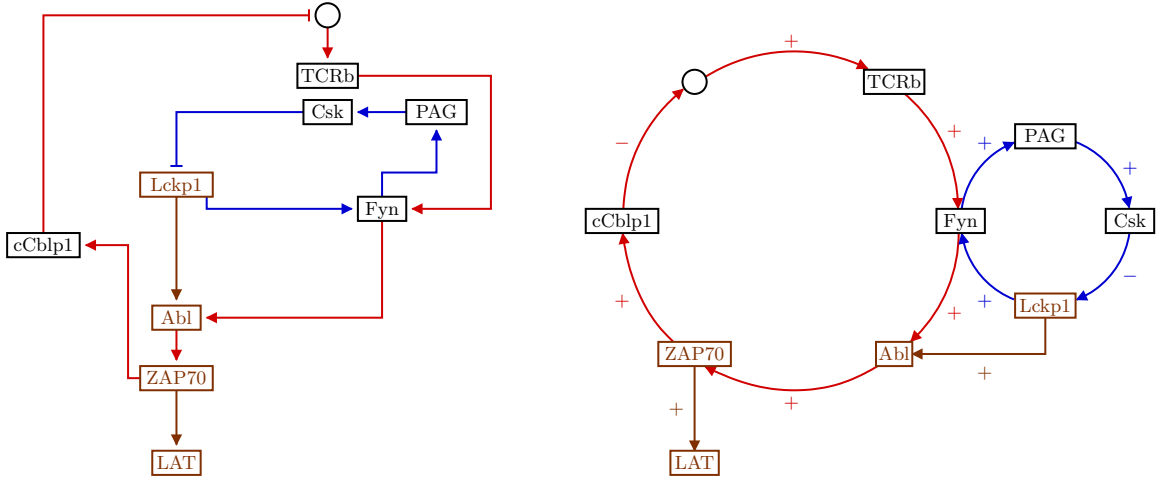 TCRb
Csk
PAG
Lckp1
Fyn
cCblp1
Abl
ZAP70
LAT
+
TCRb
+
−
PAG
+
+
cCblp1
Fyn
Csk
−
+
+
Lckp1
+
ZAP70
Abl
+
+
+
LAT